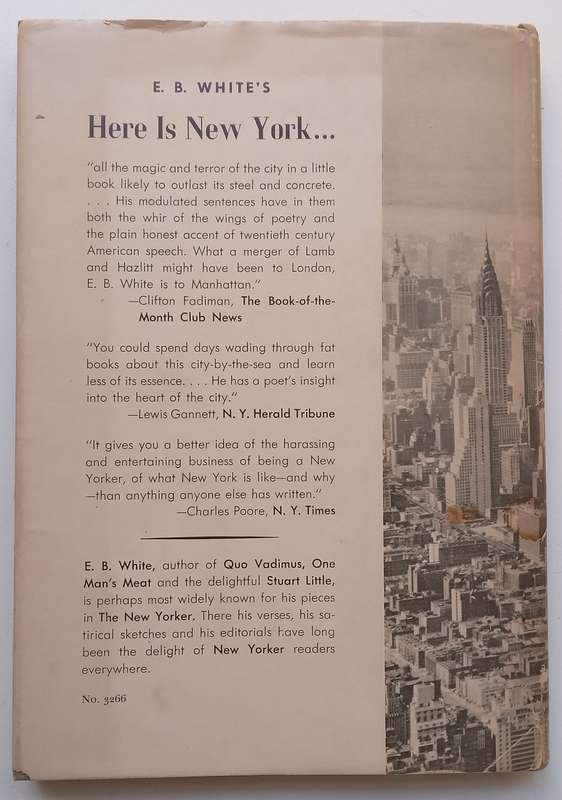 E. B. WHITE'S
Here Is New York...
"all the magic and terror of the city in a little
book likely to outlast its steel and concrete.
. . . His modulated sentences have in them
both the whir of the wings of poetry and
the plain honest accent of twentieth century
American speech. What a merger of Lamb
and Hazlitt might have been to London,
E. B. White is to Manhattan."
—Clifton Fadiman, The Book-of-the-
Month Club News
"You could spend days wading through fat
books about this city-by-the-sea and learn
less of its essence. . . . He has a poet's insight
into the heart of the city."
—Lewis Gannett, N. Y. Herald Tribune
"It gives you a better idea of the harassing
and entertaining business of being a New
Yorker, of what New York is like—and why
—than anything anyone else has written."
—Charles Poore, N. Y. Times
E. B. White, author of Quo Vadimus, One
Man's Meat and the delightful Stuart Little,
is perhaps most widely known for his pieces
in The New Yorker. There his verses, his sa-
tirical sketches and his editorials have long
been the delight of New Yorker readers
everywhere.
No. 3266